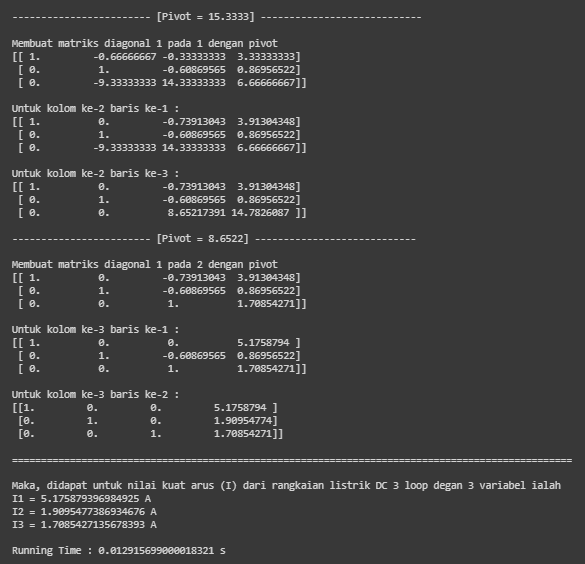 ------------------------ [Pivot = 15.3333] ----------------------------
Membuat matriks diagonal 1 pada 1 dengan pivot
[[ 1. -0.66666667 -0.33333333 3.33333333]
[ 0. 1. -0.60869565 0.86956522]
[ 0. -9.33333333 14.33333333 6.66666667]]
Untuk kolom ke-2 baris ke-1 :
[[ 1. 0. -0.73913043 3.91304348]
[ 0. 1. -0.60869565 0.86956522]
[ 0. -9.33333333 14.33333333 6.66666667]]
Untuk kolom ke-2 baris ke-3 :
[[ 1. 0. -0.73913043 3.91304348]
[ 0. 1. -0.60869565 0.86956522]
[ 0. 0. 8.65217391 14.7826087 ]]
------------------------ [Pivot = 8.6522] ----------------------------
Membuat matriks diagonal 1 pada 2 dengan pivot
[[ 1. 0. -0.73913043 3.91304348]
[ 0. 1. -0.60869565 0.86956522]
[ 0. 0. 1. 1.70854271]]
Untuk kolom ke-3 baris ke-1 :
[[ 1. 0. 0. 5.1758794 ]
[ 0. 1. -0.60869565 0.86956522]
[ 0. 0. 1. 1.70854271]]
Untuk kolom ke-3 baris ke-2 :
[[1. 0. 0. 5.1758794 ]
[0. 1. 0. 1.90954774]
[0. 0. 1. 1.70854271]]
=================================================================================================
Maka, didapat untuk nilai kuat arus (I) dari rangkaian listrik DC 3 loop degan 3 variabel ialah
I1 = 5.175879396984925 A
I2 = 1.9095477386934676 A
I3 = 1.7085427135678393 A
Running Time : 0.012915699000018321 s